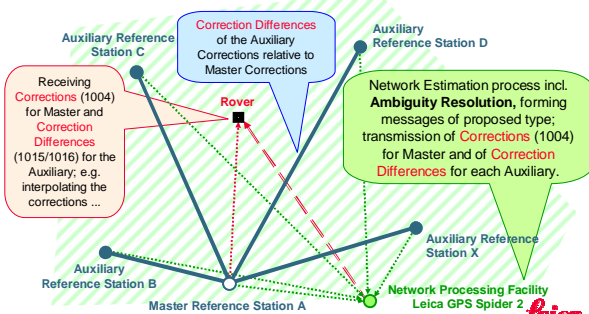 Auxiliary Reference
Station C
Correction Differences
of the Auxiliary
Corrections relative to
Master Corrections
Auxiliary
Reference Station D
Receiving
Corrections (1004)
for Master and
Correction
Differences
(1015/1016) for the
Auxiliary; e.g.
interpolating the
corrections ...
Rover
Network Estimation process incl.
Ambiguity Resolution, forming
messages of proposed type;
transmission of Corrections (1004)
for Master and of Correction
Differences for each Auxiliary.
Auxiliary Reference
Station X
Auxiliary
Reference Station B
Master Reference Station A
Network Processing Facility
Leica GPS Spider 2